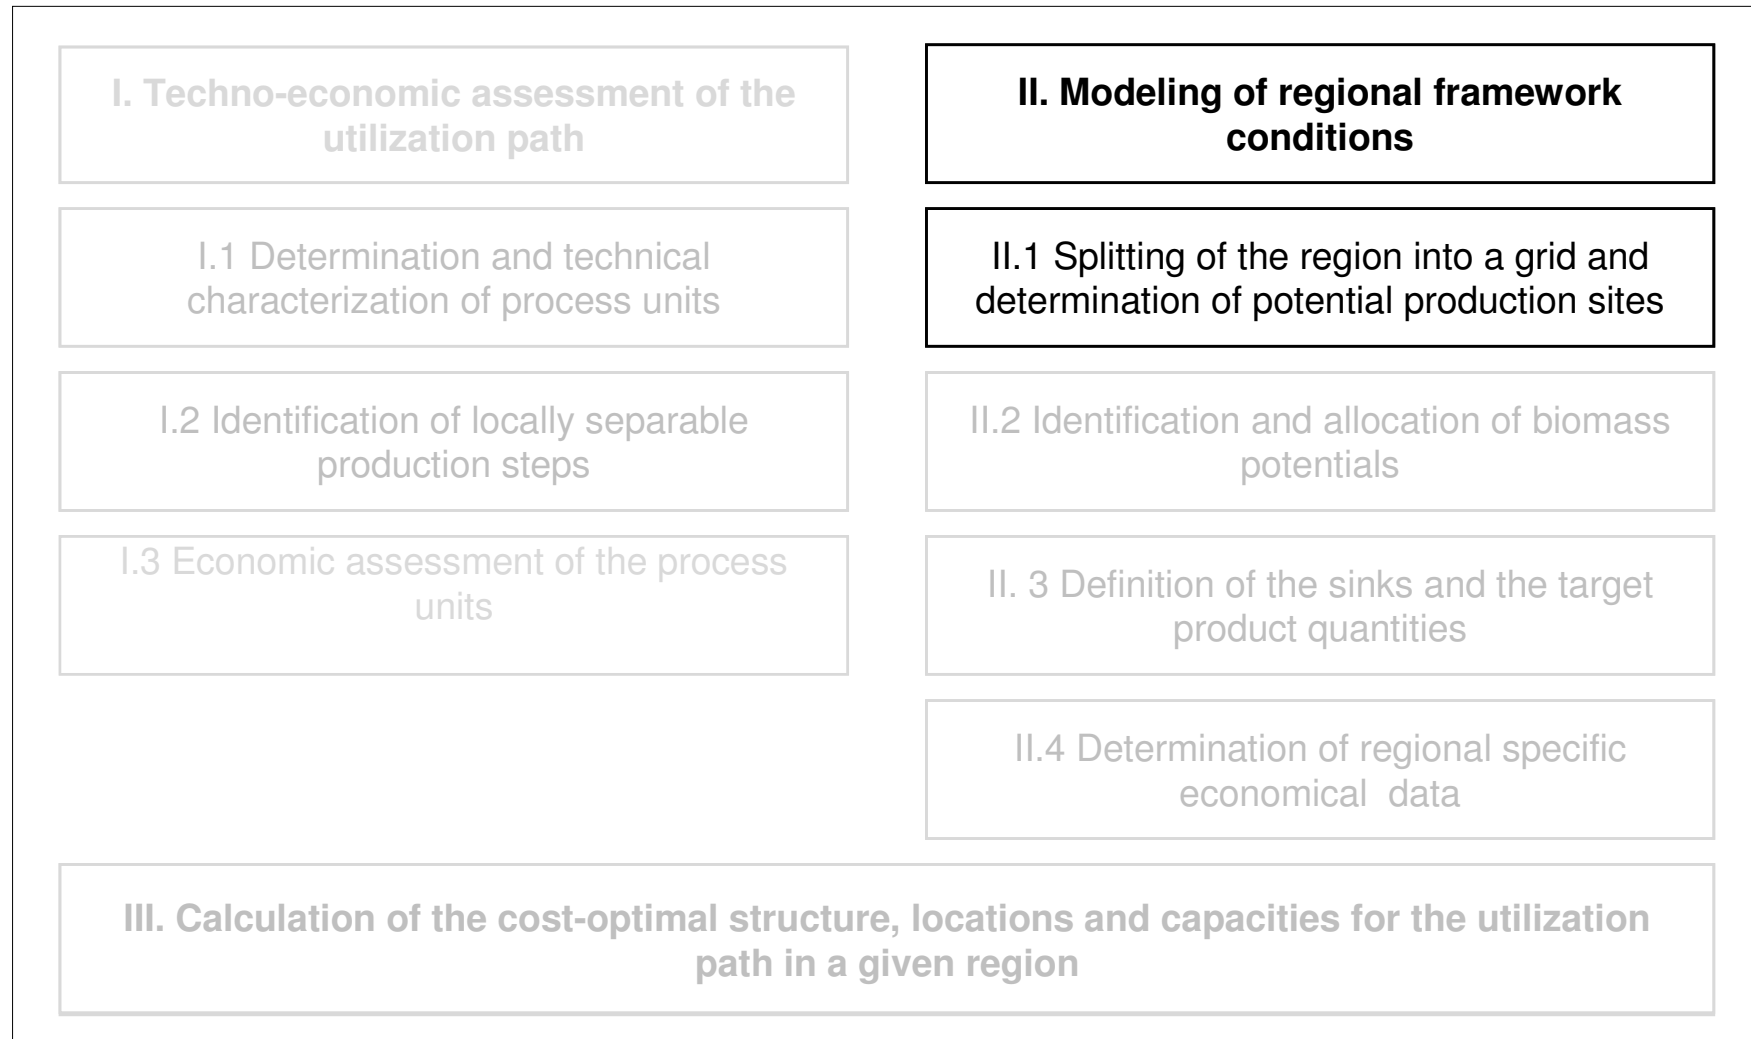 I. Techno-economic assessment of the
utilization path
I.1 Determination and technical
characterization of process units
I.2 Identification of locally separable
production steps
I.3 Economic assessment of the process
units
II. Modeling of regional framework
conditions
II.1 Splitting of the region into a grid and
determination of potential production sites
II.2 Identification and allocation of biomass
potentials
II. 3 Definition of the sinks and the target
product quantities
II.4 Determination of regional specific
economical  data
III. Calculation of the cost-optimal structure, locations and capacities for the utilization
path in a given region